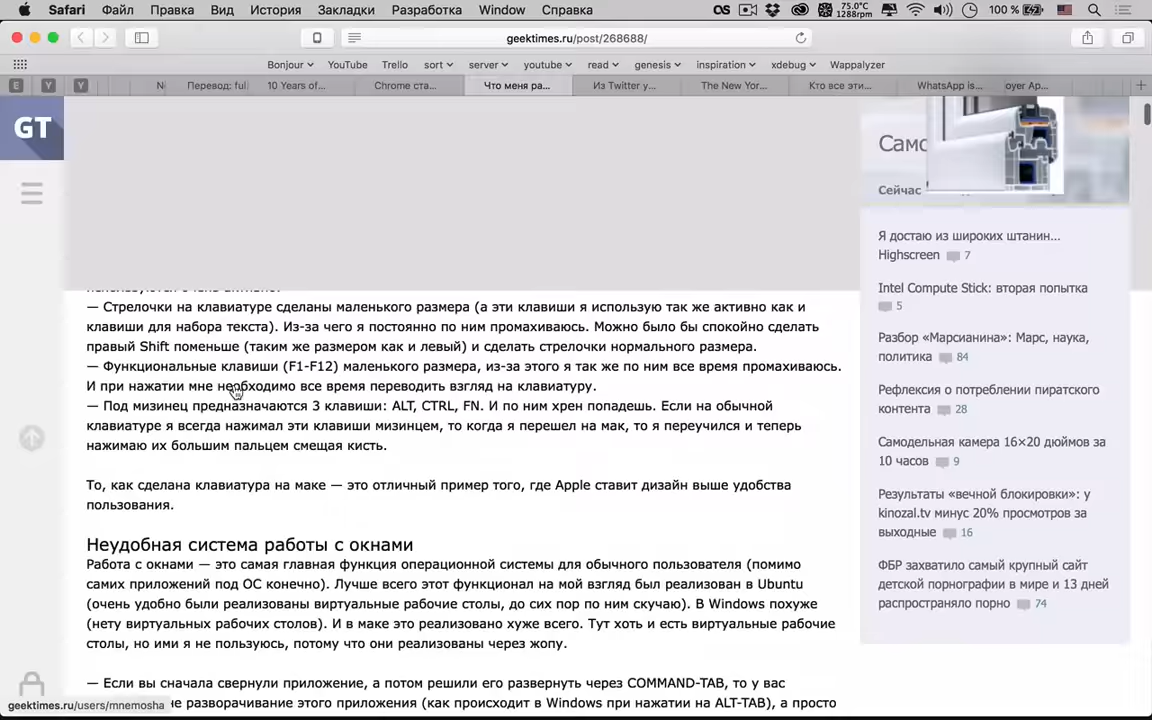 Safari Файл Правка Вид История Закладки Разработка Window Справка
75.0°C 1288rpm 100 %
geektimes.ru/post/268688/
Bonjour YouTube Trello sort server youtube read genesis inspiration xdebug Wappalyzer
Перевод: ful 10 Years of... Chrome ста... Что меня ра... Из Twitter у... The New Yor... Кто все эти... WhatsApp is... oyer Ap...
GT
Само
Сейчас
— Стрелочки на клавиатуре сделаны маленького размера (а эти клавиши я использую так же активно как и
клавиши для набора текста). Из-за чего я постоянно по ним промахиваюсь. Можно было бы спокойно сделать
правый Shift поменьше (таким же размером как и левый) и сделать стрелочки нормального размера.
— Функциональные клавиши (F1-F12) маленького размера, из-за этого я так же по ним все время промахиваюсь.
И при нажатии мне необходимо все время переводить взгляд на клавиатуру.
— Под мизинец предназначаются 3 клавиши: ALT, CTRL, FN. И по ним хрен попадешь. Если на обычной
клавиатуре я всегда нажимал эти клавиши мизинцем, то когда я перешел на мак, то я переучился и теперь
нажимаю их большим пальцем смещая кисть.
То, как сделана клавиатура на маке — это отличный пример того, где Apple ставит дизайн выше удобства
пользования.
Неудобная система работы с окнами
Работа с окнами — это самая главная функция операционной системы для обычного пользователя (помимо
самих приложений под ОС конечно). Лучше всего этот функционал на мой взгляд был реализован в Ubuntu
(очень удобно были реализованы виртуальные рабочие столы, до сих пор по ним скучаю). В Windows похуже
(нету виртуальных рабочих столов). И в маке это реализовано хуже всего. Тут хоть и есть виртуальные рабочие
столы, но ими я не пользуюсь, потому что они реализованы через жопу.
— Если вы сначала свернули приложение, а потом решили его развернуть через COMMAND-TAB, то у вас
не разворачивание этого приложения (как происходит в Windows при нажатии на ALT-TAB), а просто
Я достаю из широких штанин...
Highscreen 7
Intel Compute Stick: вторая попытка
5
Разбор «Марсианина»: Марс, наука,
политика 84
Рефлексия о потреблении пиратского
контента 28
Самодельная камера 16×20 дюймов за
10 часов 9
Результаты «вечной блокировки»: у
kinozal.tv минус 20% просмотров за
выходные 16
ФБР захватило самый крупный сайт
детской порнографии в мире и 13 дней
распространяло порно 74
geektimes.ru/users/mnemosha